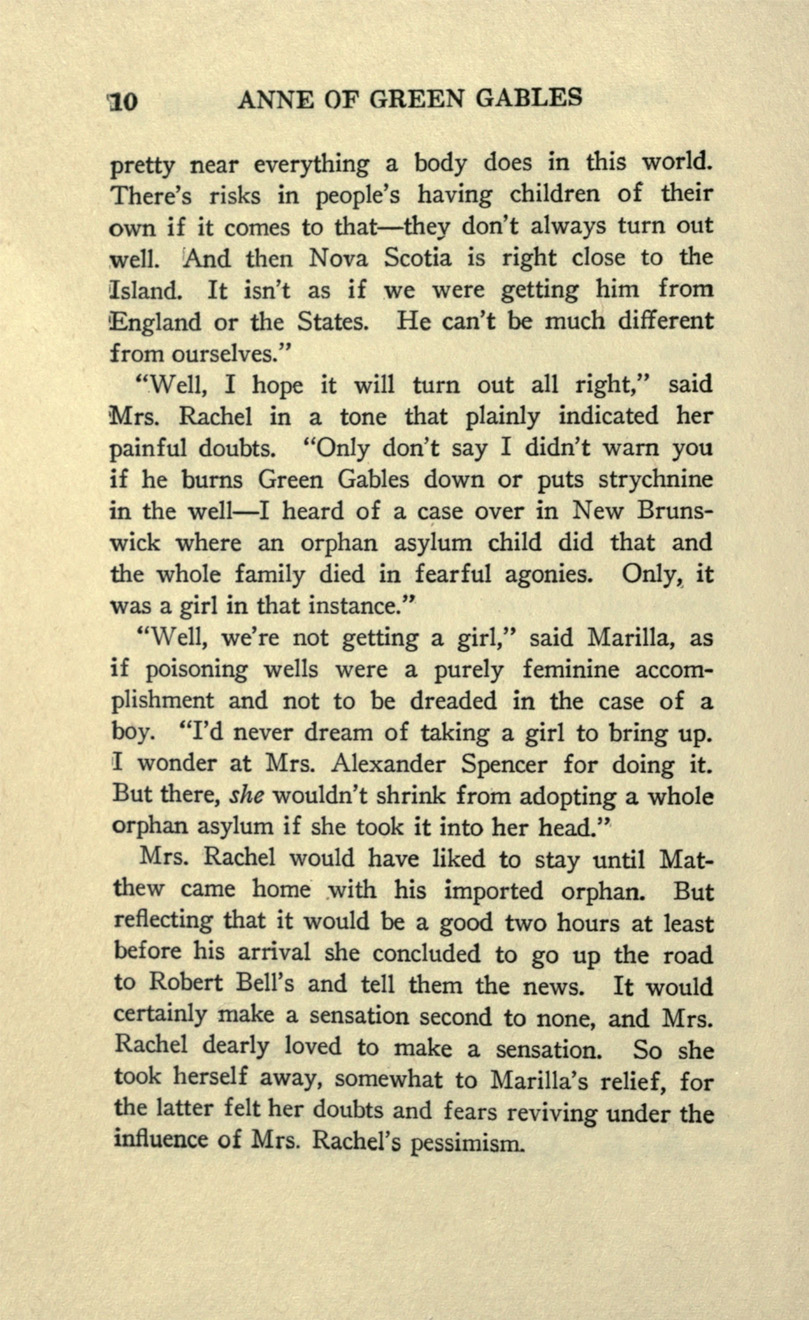 10 ANNE OF GREEN GABLES
pretty near everything a body does in this world.
There's risks in people's having children of their
own if it comes to that—they don't always turn out
well. And then Nova Scotia is right close to the
Island. It isn't as if we were getting him from
England or the States. He can't be much different
from ourselves."
"Well, I hope it will turn out all right," said
Mrs. Rachel in a tone that plainly indicated her
painful doubts. "Only don't say I didn't warn you
if he burns Green Gables down or puts strychnine
in the well—I heard of a case over in New Bruns-
wick where an orphan asylum child did that and
the whole family died in fearful agonies. Only, it
was a girl in that instance."
"Well, we're not getting a girl," said Marilla, as
if poisoning wells were a purely feminine accom-
plishment and not to be dreaded in the case of a
boy. "I'd never dream of taking a girl to bring up.
I wonder at Mrs. Alexander Spencer for doing it.
But there, she wouldn't shrink from adopting a whole
orphan asylum if she took it into her head."
Mrs. Rachel would have liked to stay until Mat-
thew came home with his imported orphan. But
reflecting that it would be a good two hours at least
before his arrival she concluded to go up the road
to Robert Bell's and tell them the news. It would
certainly make a sensation second to none, and Mrs.
Rachel dearly loved to make a sensation. So she
took herself away, somewhat to Marilla's relief, for
the latter felt her doubts and fears reviving under the
influence of Mrs. Rachel's pessimism.